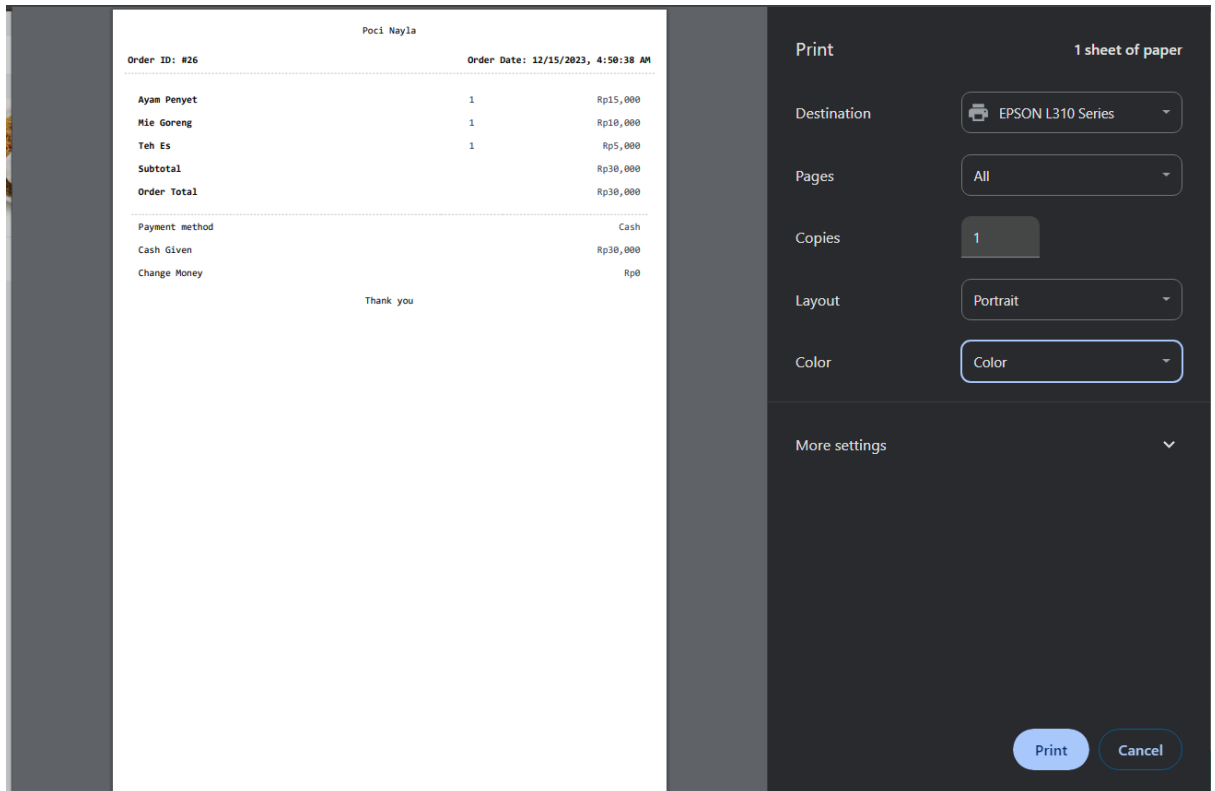 Poci Nayla
Order ID: #26 Order Date: 12/15/2023, 4:50:38 AM
Ayam Penyet 1 Rp15,000
Mie Goreng 1 Rp10,000
Teh Es 1 Rp5,000
Subtotal Rp30,000
Order Total Rp30,000
Payment method Cash
Cash Given Rp30,000
Change Money Rp0
Thank you
Print 1 sheet of paper
Destination EPSON L310 Series
Pages All
Copies 1
Layout Portrait
Color Color
More settings
Print Cancel